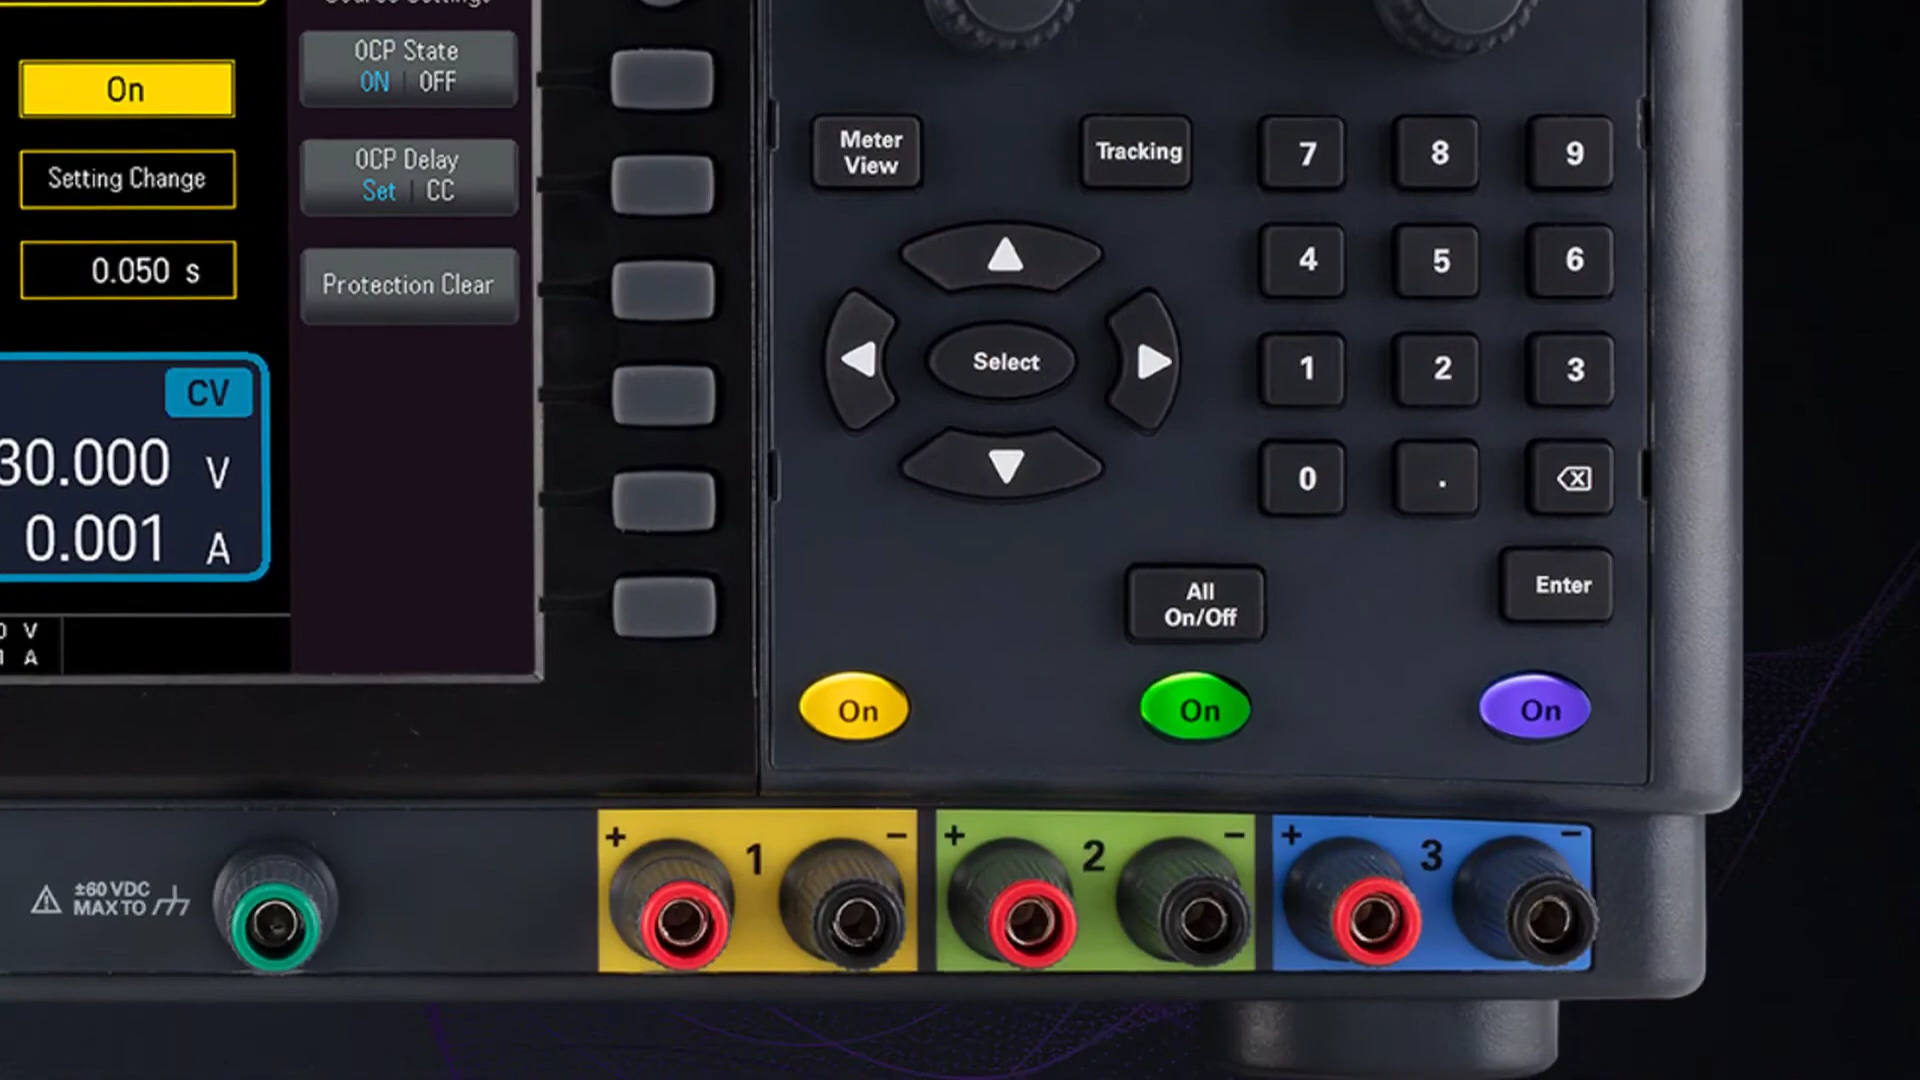 Source Settings
On
OCP State
ON | OFF
Setting Change
OCP Delay
Set | CC
0.050 s
Protection Clear
CV
30.000 V
0.001 A
V
A
Meter
View
Tracking
7 8 9
4 5 6
Select
1 2 3
0 .
All
On/Off
Enter
On On On
±60 VDC
MAX TO
+ 1 −
+ 2 −
+ 3 −